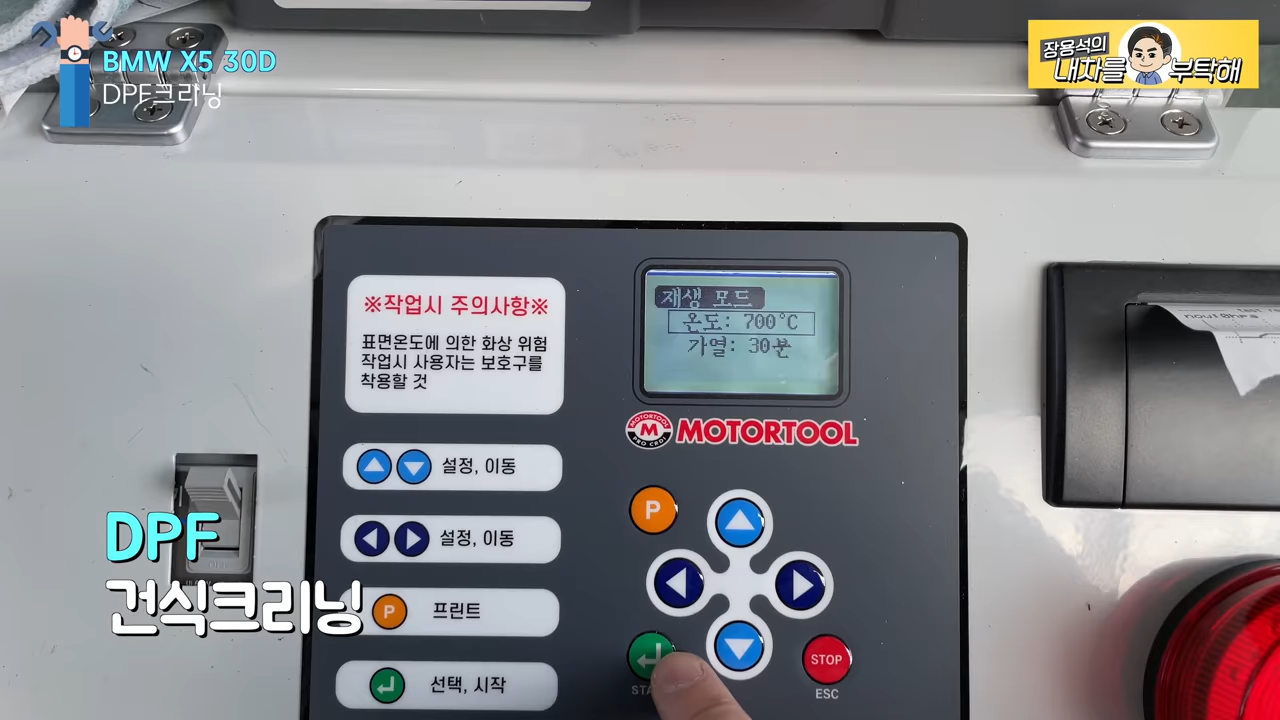 BMW X5 30D
DPF크리닝
장용석의
내차를 부탁해
※작업시 주의사항※
표면온도에 의한 화상 위험
작업시 사용자는 보호구를
착용할 것
재생 모드
온도: 700°C
가열: 30분
MOTORTOOL
M
PRO CRDI
MOTORTOOL
설정, 이동
설정, 이동
P 프린트
선택, 시작
P
STOP
ESC
DPF
건식크리닝